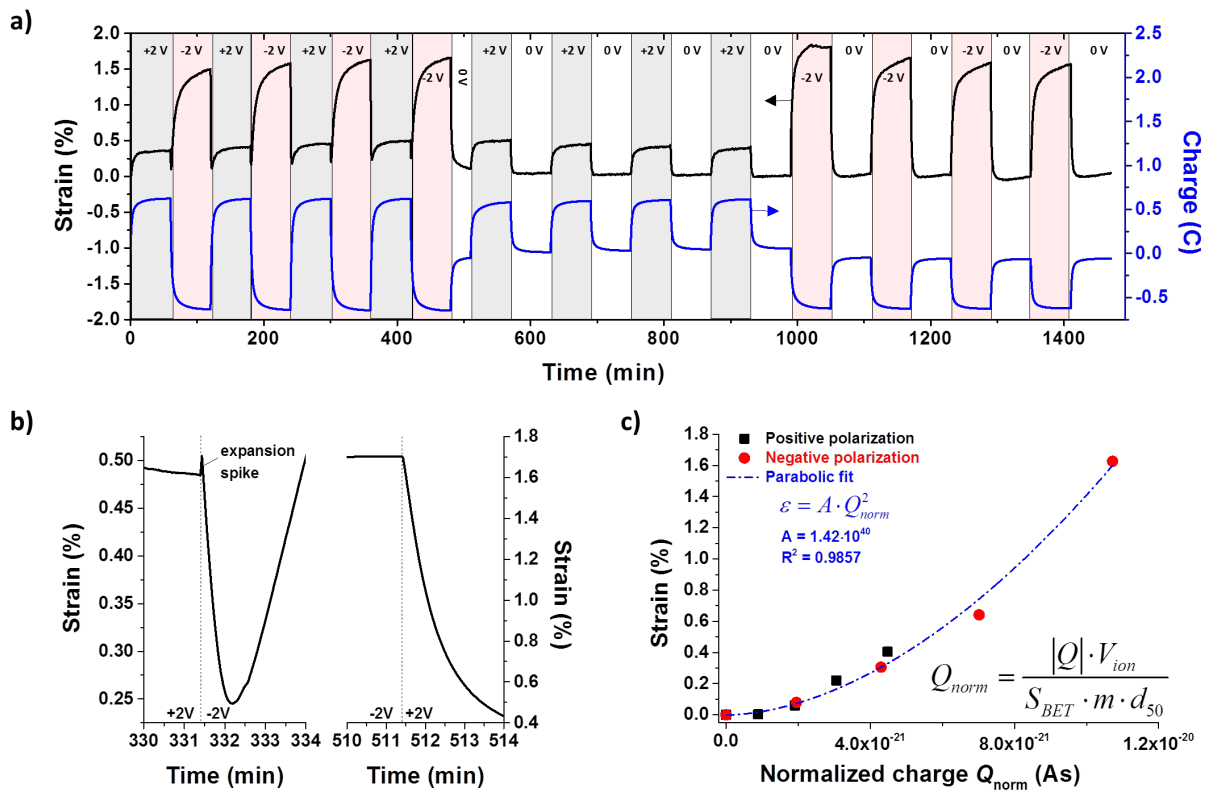 a)
+2 V -2 V +2 V -2 V +2 V -2 V +2 V -2 V 0 V +2 V 0 V +2 V 0 V +2 V 0 V +2 V 0 V -2 V 0 V -2 V 0 V -2 V 0 V -2 V 0 V
2.0
1.5
1.0
0.5
0.0
-0.5
-1.0
-1.5
-2.0
Strain (%)
2.5
2.0
1.5
1.0
0.5
0.0
-0.5
Charge (C)
0 200 400 600 800 1000 1200 1400
Time (min)
b)
expansion
spike
0.50
0.45
0.40
0.35
0.30
0.25
Strain (%)
1.8
1.6
1.4
1.2
1.0
0.8
0.6
0.4
Strain (%)
+2V -2V
-2V +2V
330 331 332 333 334
510 511 512 513 514
Time (min)
Time (min)
c)
Positive polarization
Negative polarization
Parabolic fit
ε = A · Q²norm
A = 1.42·10⁴⁰
R² = 0.9857
1.8
1.6
1.4
1.2
1.0
0.8
0.6
0.4
0.2
0.0
Strain (%)
Qnorm = |Q| · Vion / SBET · m · d50
0.0 4.0x10⁻²¹ 8.0x10⁻²¹ 1.2x10⁻²⁰
Normalized charge Qnorm (As)